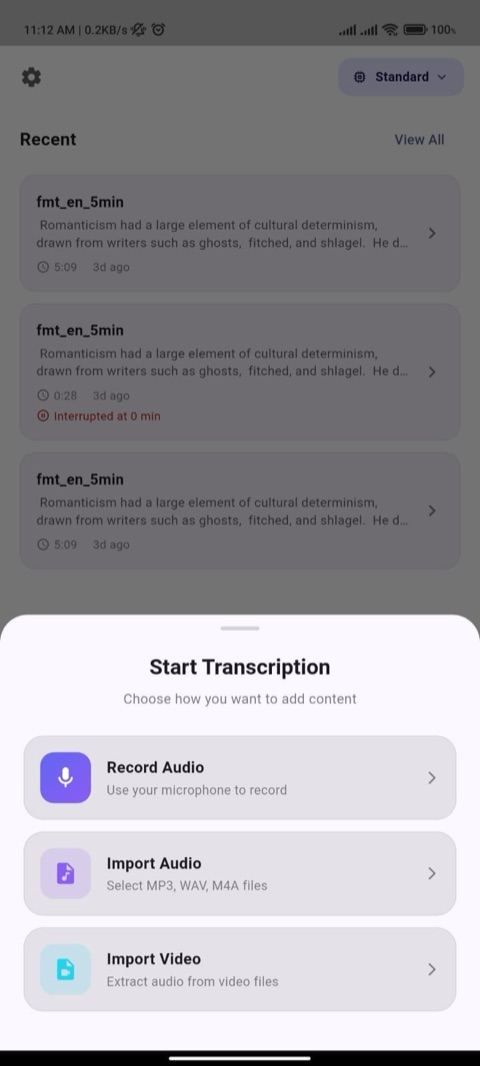 11:12 AM | 0.2KB/s
100%
Standard
Recent
View All
fmt_en_5min
Romanticism had a large element of cultural determinism,
drawn from writers such as ghosts, fitched, and shlagel. He d...
5:09 3d ago
fmt_en_5min
Romanticism had a large element of cultural determinism,
drawn from writers such as ghosts, fitched, and shlagel. He d...
0:28 3d ago
Interrupted at 0 min
fmt_en_5min
Romanticism had a large element of cultural determinism,
drawn from writers such as ghosts, fitched, and shlagel. He d...
5:09 3d ago
Start Transcription
Choose how you want to add content
Record Audio
Use your microphone to record
Import Audio
Select MP3, WAV, M4A files
Import Video
Extract audio from video files